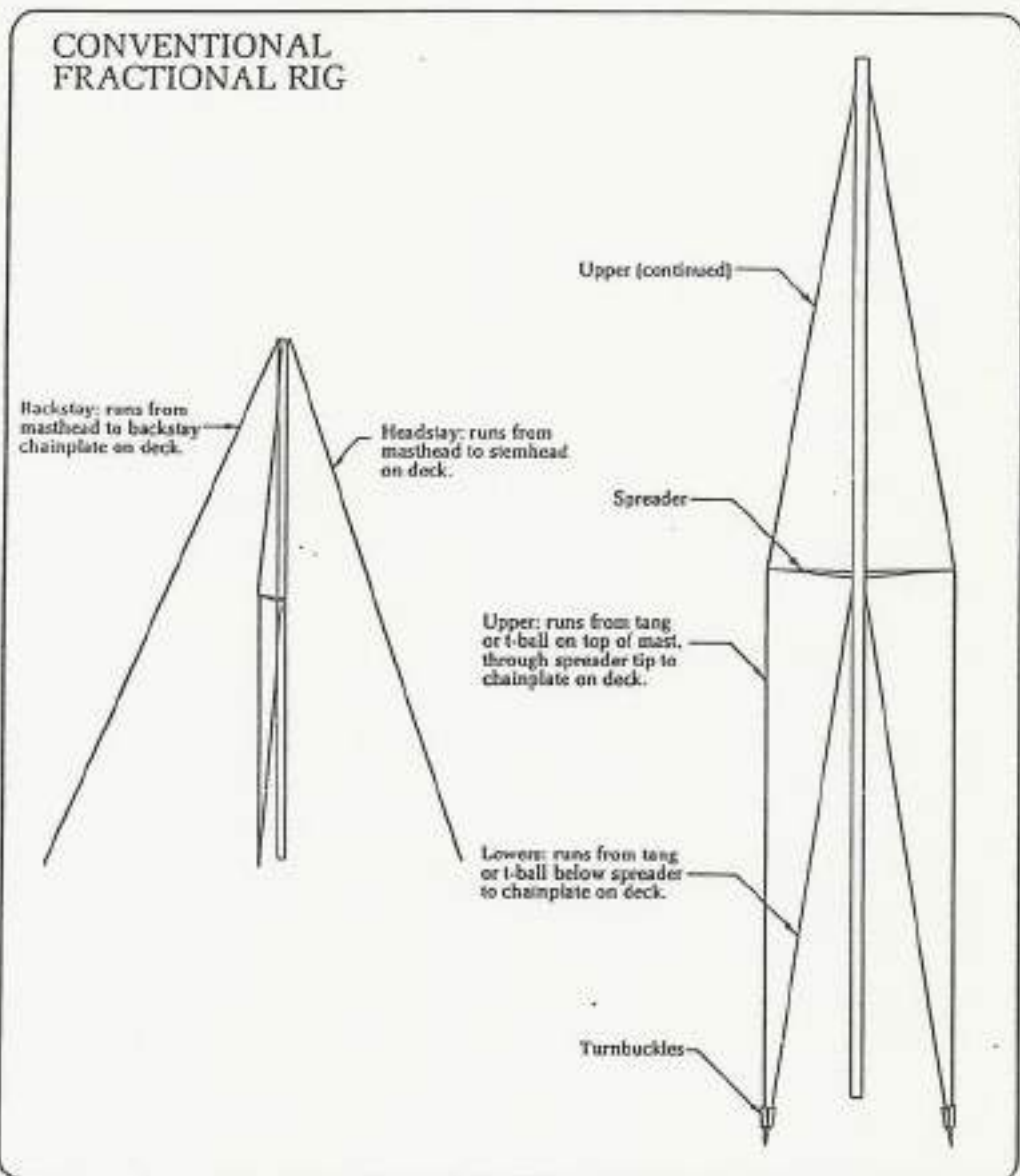 CONVENTIONAL
FRACTIONAL RIG
Upper (continued)
Backstay: runs from
masthead to backstay
chainplate on deck.
Headstay: runs from
masthead to stemhead
on deck.
Spreader
Upper: runs from tang
or t-ball on top of mast,
through spreader tip to
chainplate on deck.
Lowers: runs from tang
or t-ball below spreader
to chainplate on deck.
Turnbuckles